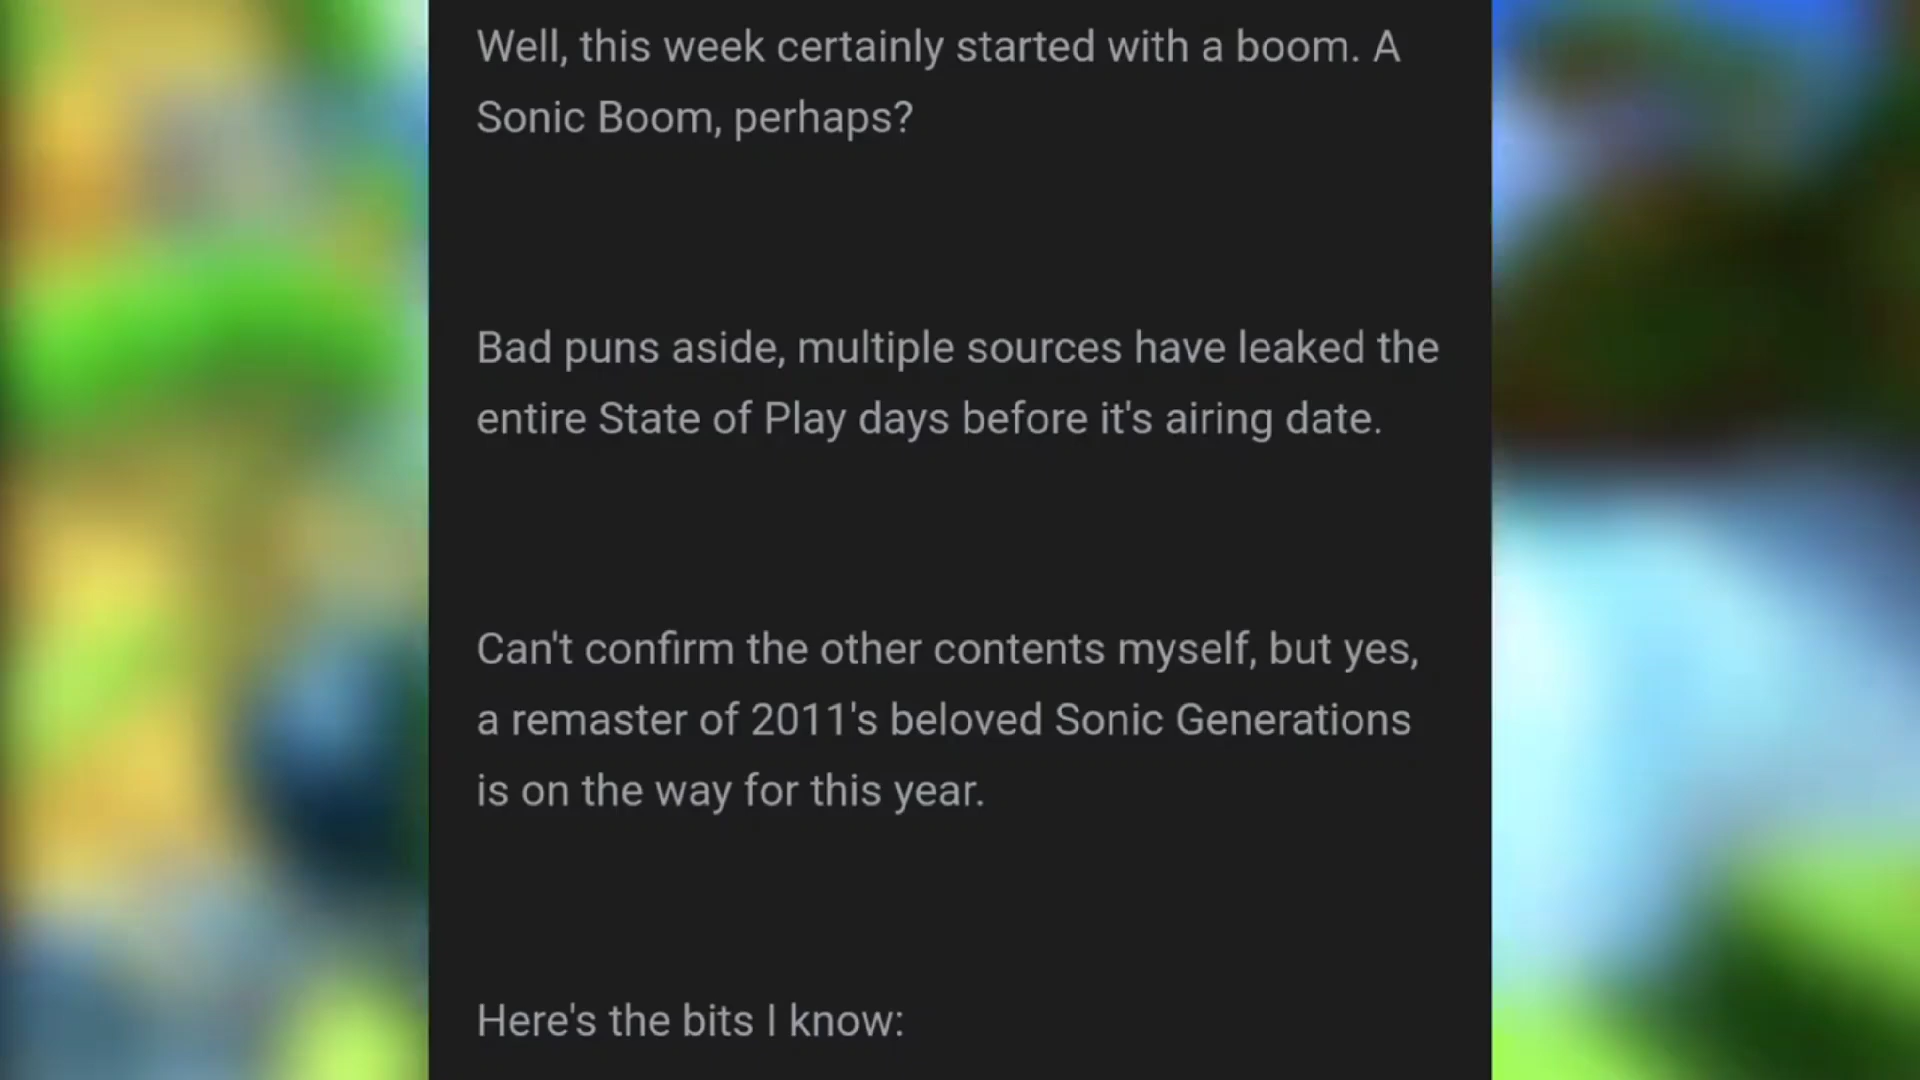 Well, this week certainly started with a boom. A
Sonic Boom, perhaps?
Bad puns aside, multiple sources have leaked the
entire State of Play days before it's airing date.
Can't confirm the other contents myself, but yes,
a remaster of 2011's beloved Sonic Generations
is on the way for this year.
Here's the bits I know: